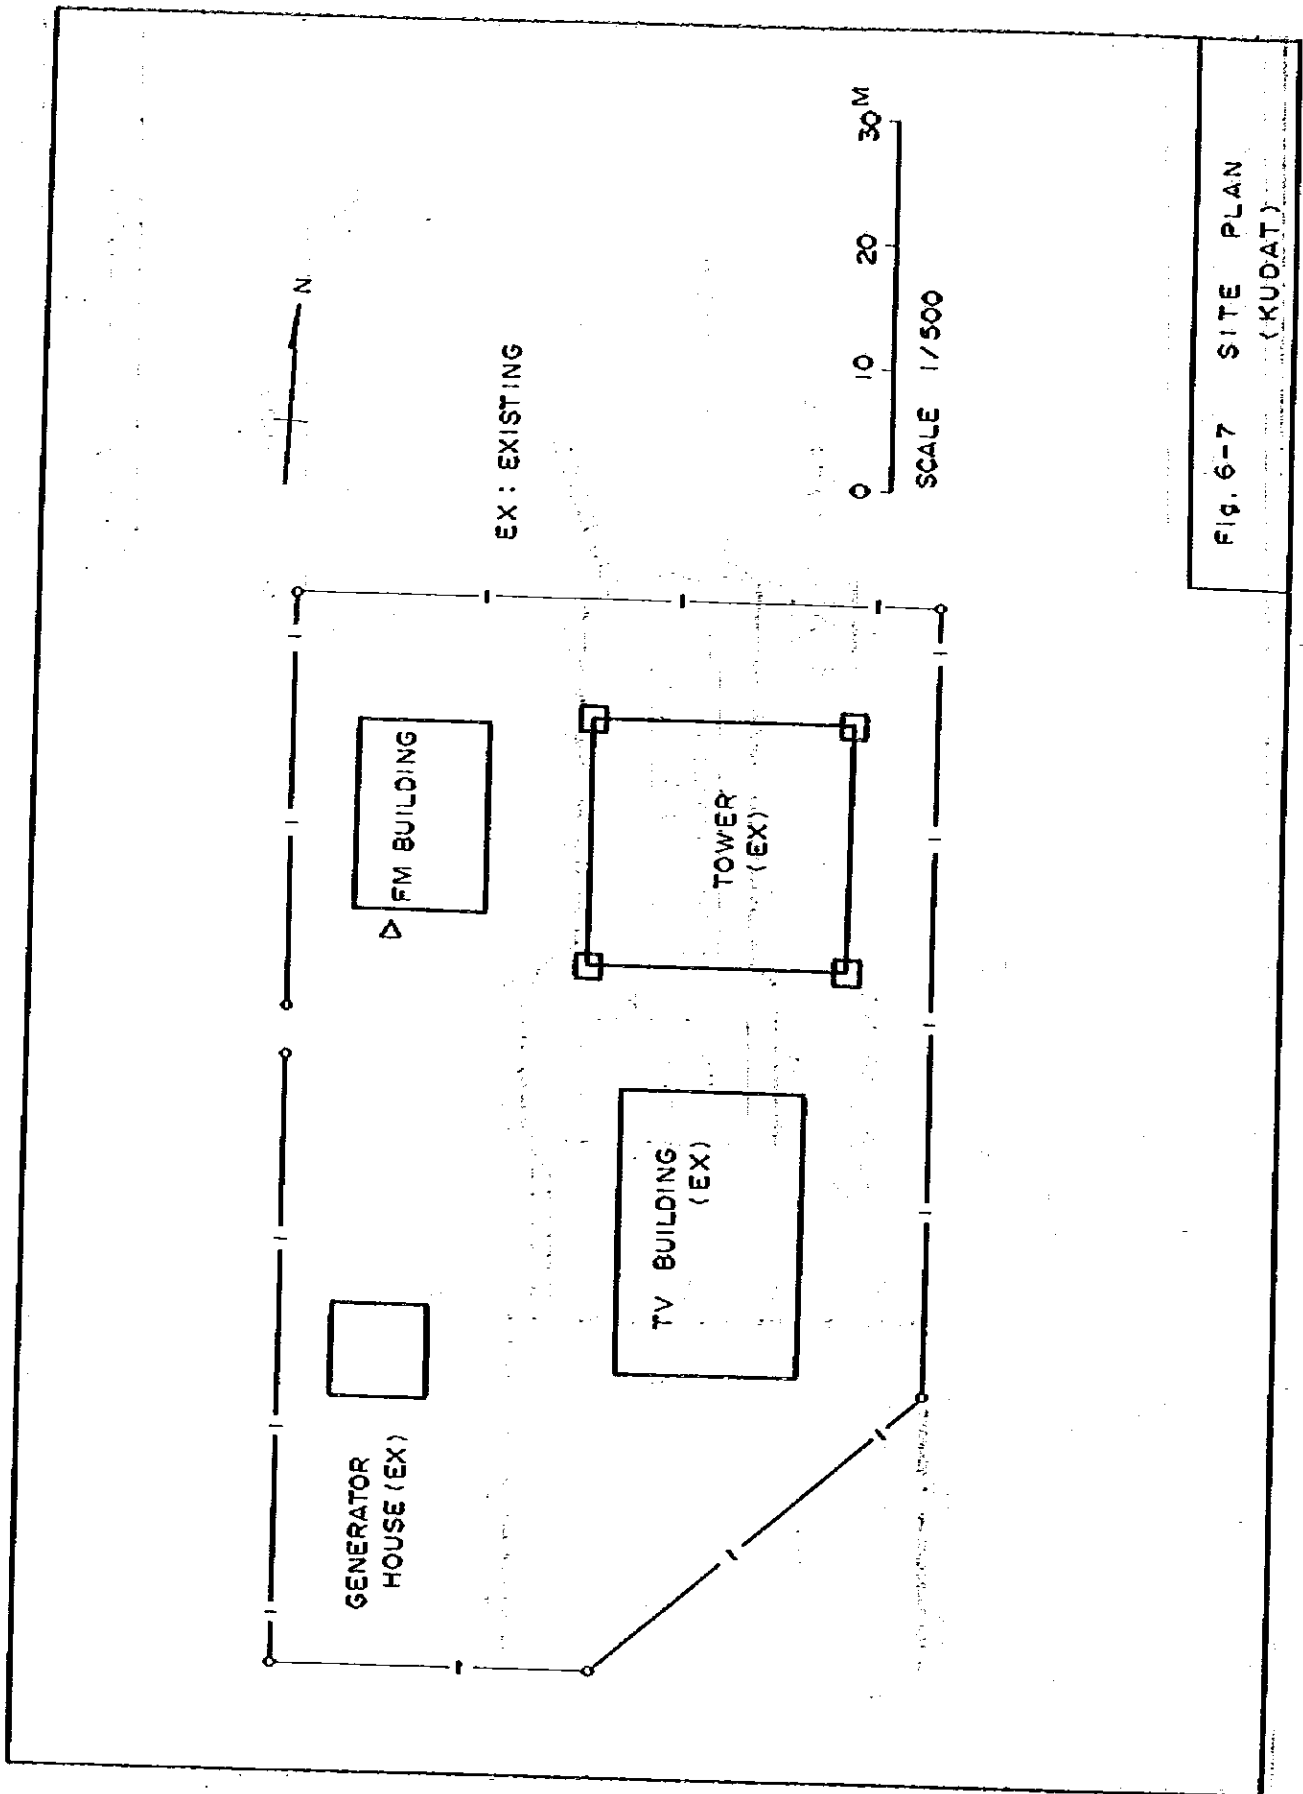 N
EX : EXISTING
GENERATOR
HOUSE (EX)
FM BUILDING
TV BUILDING
(EX)
TOWER
(EX)
0 10 20 30 M
SCALE 1/500
Fig. 6-7 SITE PLAN
(KUDAT)